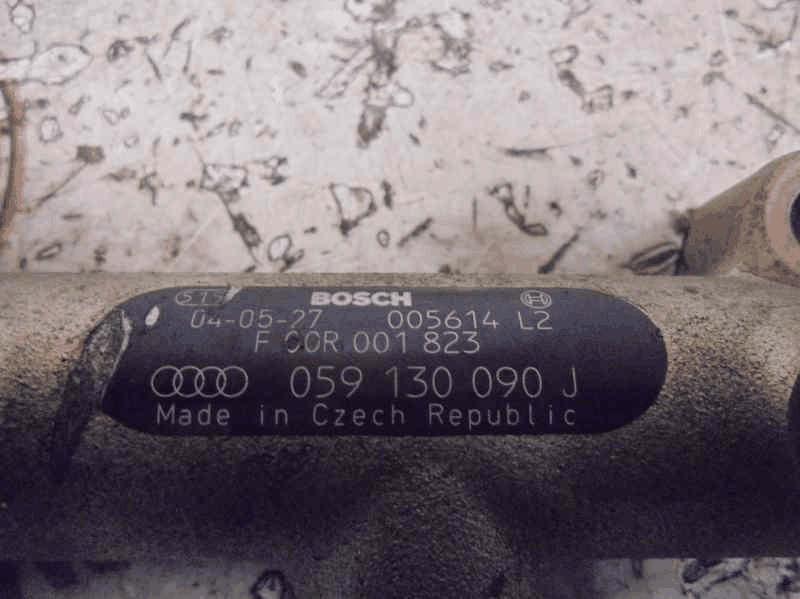 BOSCH
04-05-27 005614 L2
F 00R 001 823
059 130 090 J
Made in Czech Republic